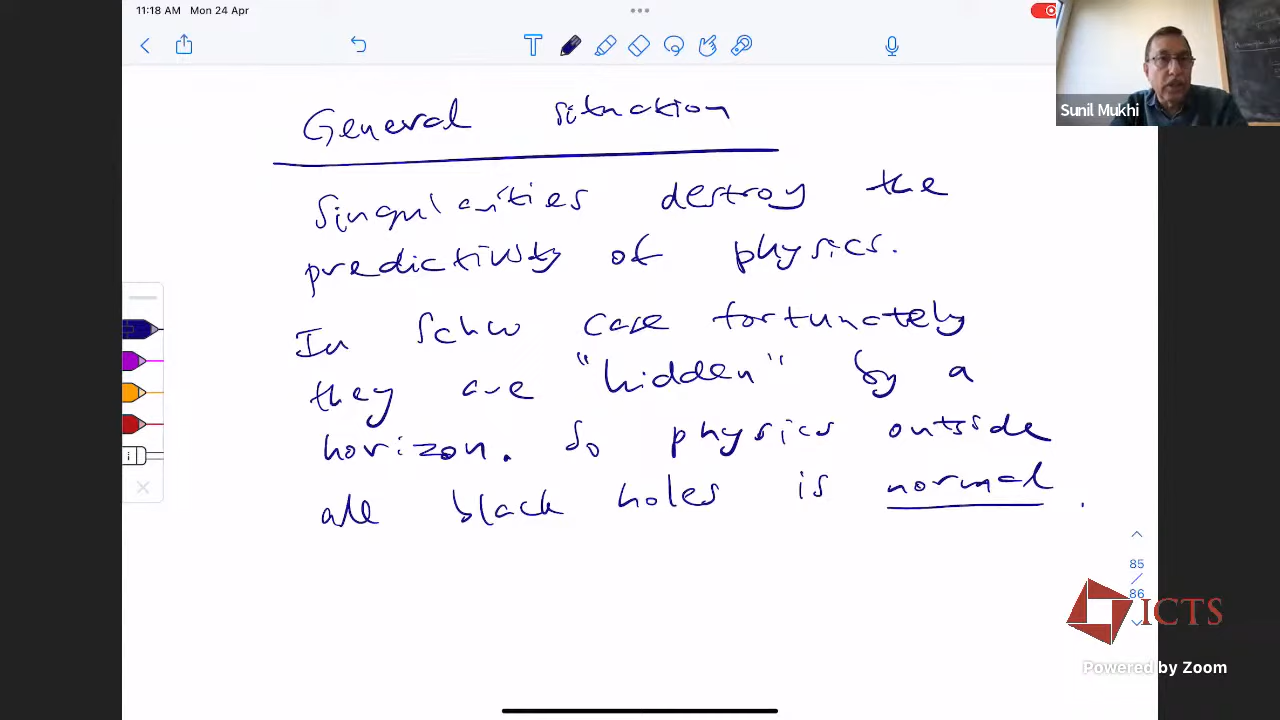 11:18 AM Mon 24 Apr
T
Sunil Mukhi
General situation
Singularities destroy the
predictivity of physics.
In Schw case fortunately
they are "hidden" by a
horizon. So physics outside
all black holes is normal.
85
/
86
ICTS
Powered by Zoom